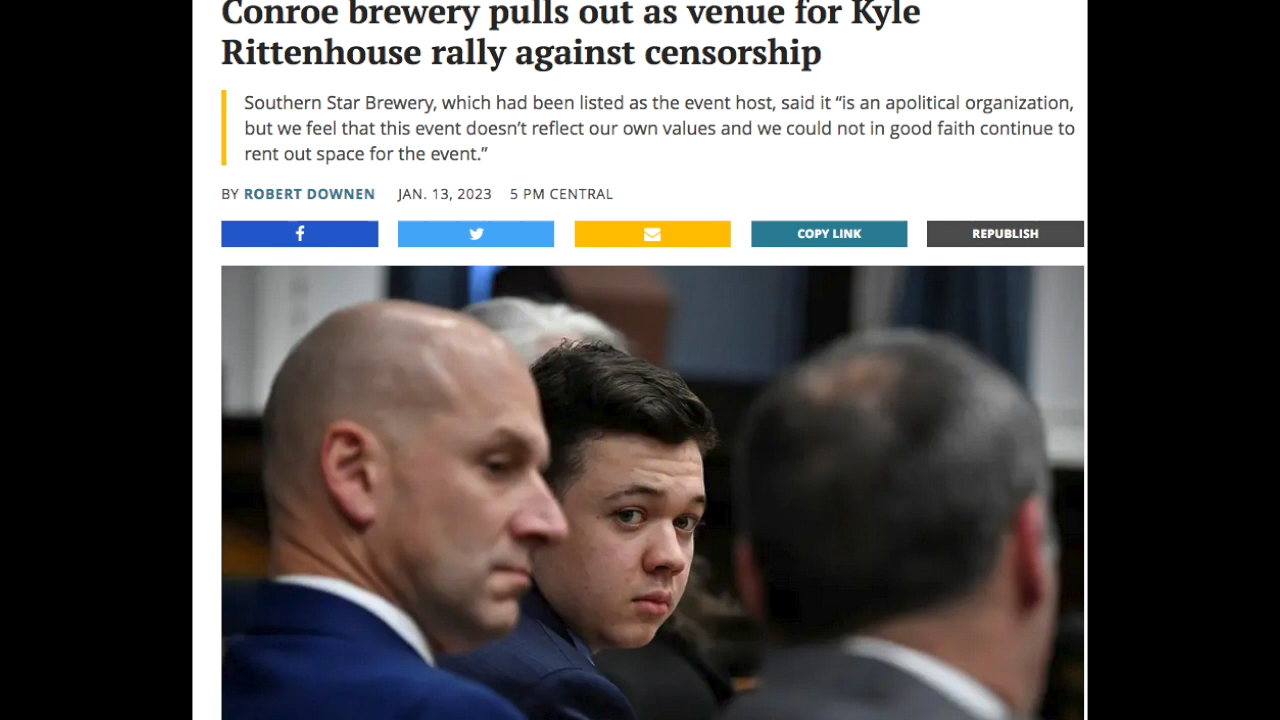 Conroe brewery pulls out as venue for Kyle
Rittenhouse rally against censorship
Southern Star Brewery, which had been listed as the event host, said it “is an apolitical organization,
but we feel that this event doesn’t reflect our own values and we could not in good faith continue to
rent out space for the event.”
BY ROBERT DOWNEN JAN. 13, 2023 5 PM CENTRAL
COPY LINK REPUBLISH